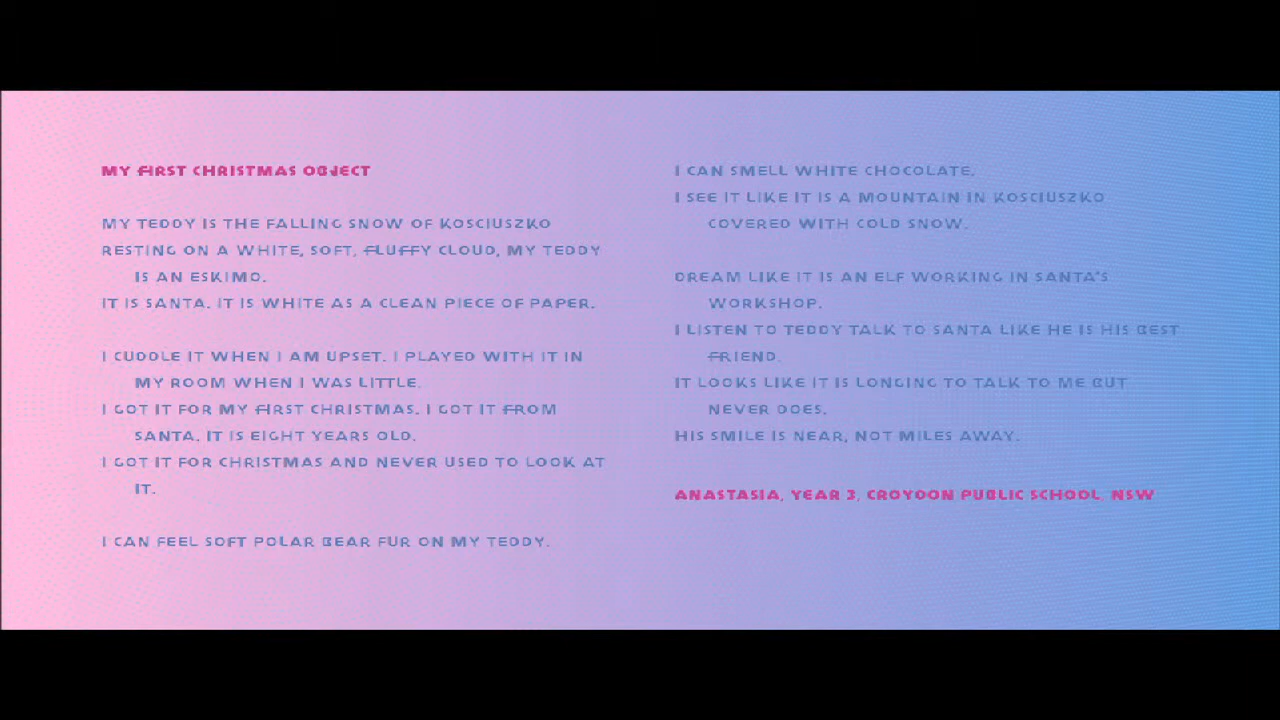 MY FIRST CHRISTMAS OBJECT
MY TEDDY IS THE FALLING SNOW OF KOSCIUSZKO
RESTING ON A WHITE, SOFT, FLUFFY CLOUD, MY TEDDY
IS AN ESKIMO.
IT IS SANTA. IT IS WHITE AS A CLEAN PIECE OF PAPER.
I CUDDLE IT WHEN I AM UPSET. I PLAYED WITH IT IN
MY ROOM WHEN I WAS LITTLE.
I GOT IT FOR MY FIRST CHRISTMAS. I GOT IT FROM
SANTA. IT IS EIGHT YEARS OLD.
I GOT IT FOR CHRISTMAS AND NEVER USED TO LOOK AT
IT.
I CAN FEEL SOFT POLAR BEAR FUR ON MY TEDDY.
I CAN SMELL WHITE CHOCOLATE.
I SEE IT LIKE IT IS A MOUNTAIN IN KOSCIUSZKO
COVERED WITH COLD SNOW.
DREAM LIKE IT IS AN ELF WORKING IN SANTA'S
WORKSHOP.
I LISTEN TO TEDDY TALK TO SANTA LIKE HE IS HIS BEST
FRIEND.
IT LOOKS LIKE IT IS LONGING TO TALK TO ME BUT
NEVER DOES.
HIS SMILE IS NEAR, NOT MILES AWAY.
ANASTASIA, YEAR 3, CROYDON PUBLIC SCHOOL, NSW